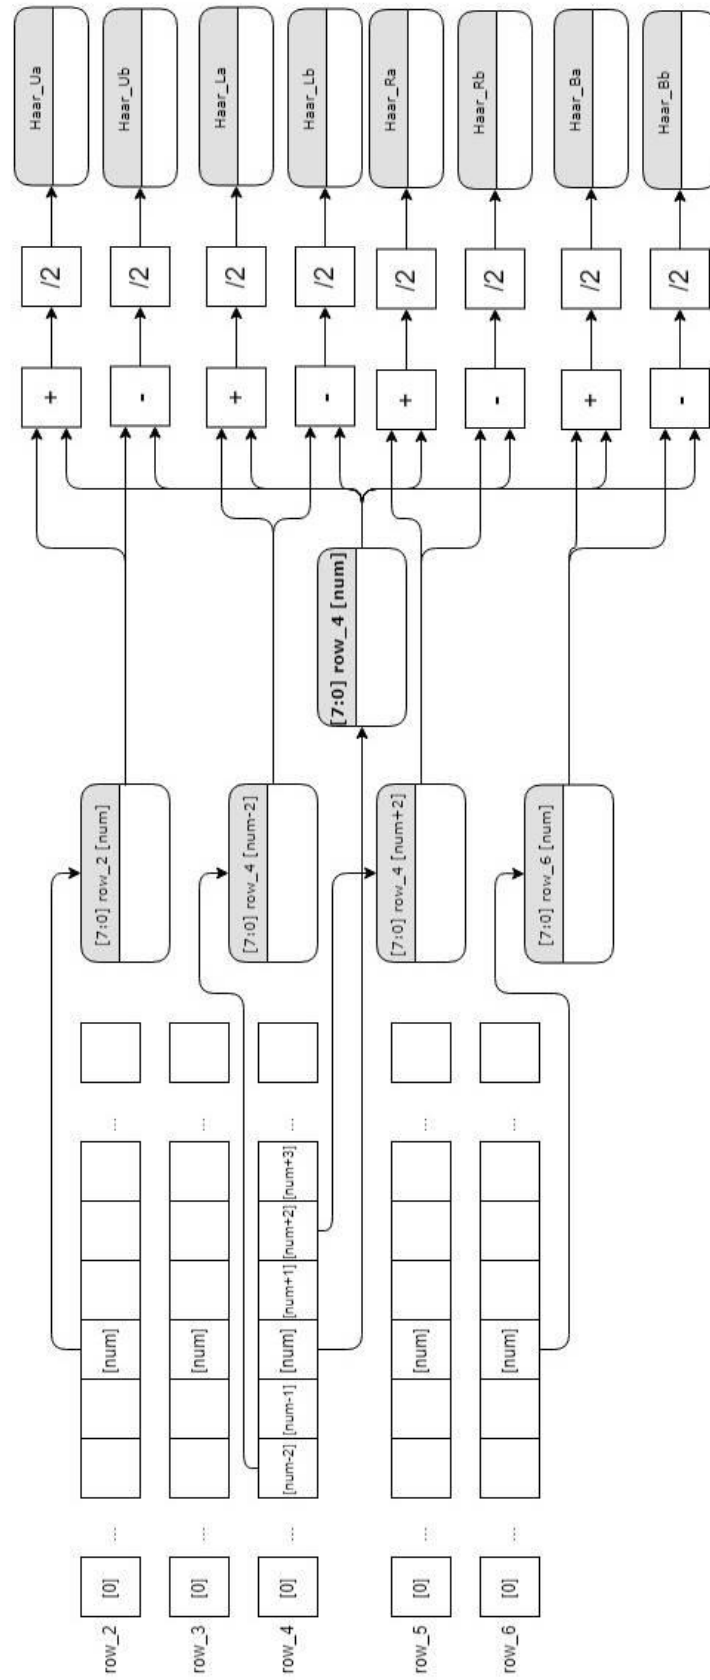 row_2
[0]
...
[num]
...
row_3
[0]
...
[num]
...
row_4
[0]
...
[num-2]
[num-1]
[num]
[num+1]
[num+2]
[num+3]
...
row_5
[0]
...
[num]
...
row_6
[0]
...
[num]
...
[7:0] row_2 [num]
[7:0] row_4 [num-2]
[7:0] row_4 [num]
[7:0] row_4 [num+2]
[7:0] row_6 [num]
+
-
+
-
+
-
+
-
/2
/2
/2
/2
/2
/2
/2
/2
Haar_Ua
Haar_Ub
Haar_La
Haar_Lb
Haar_Ra
Haar_Rb
Haar_Ba
Haar_Bb